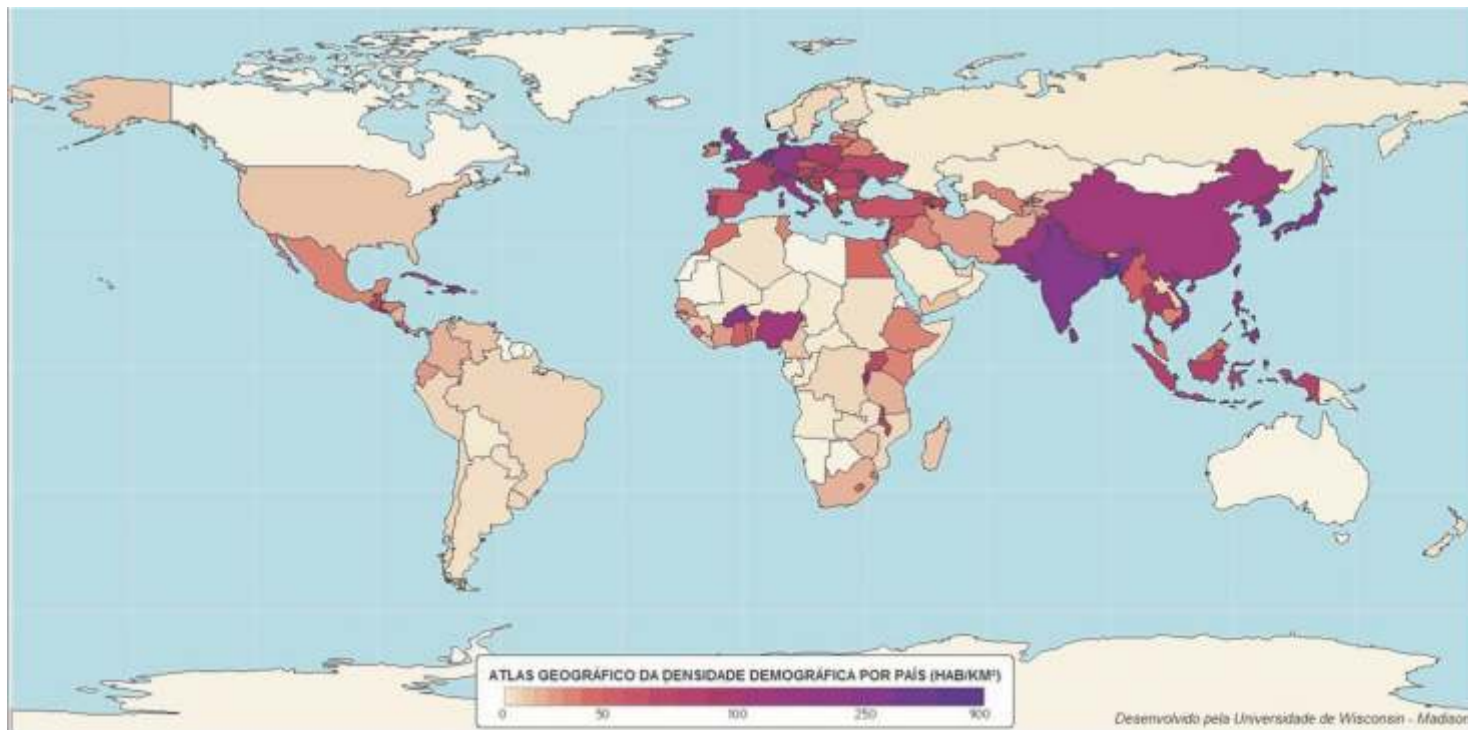 ATLAS GEOGRÁFICO DA DENSIDADE DEMOGRÁFICA POR PAÍS (HAB/KM²)
0 50 100 250 900
Desenvolvido pela Universidade de Wisconsin - Madison